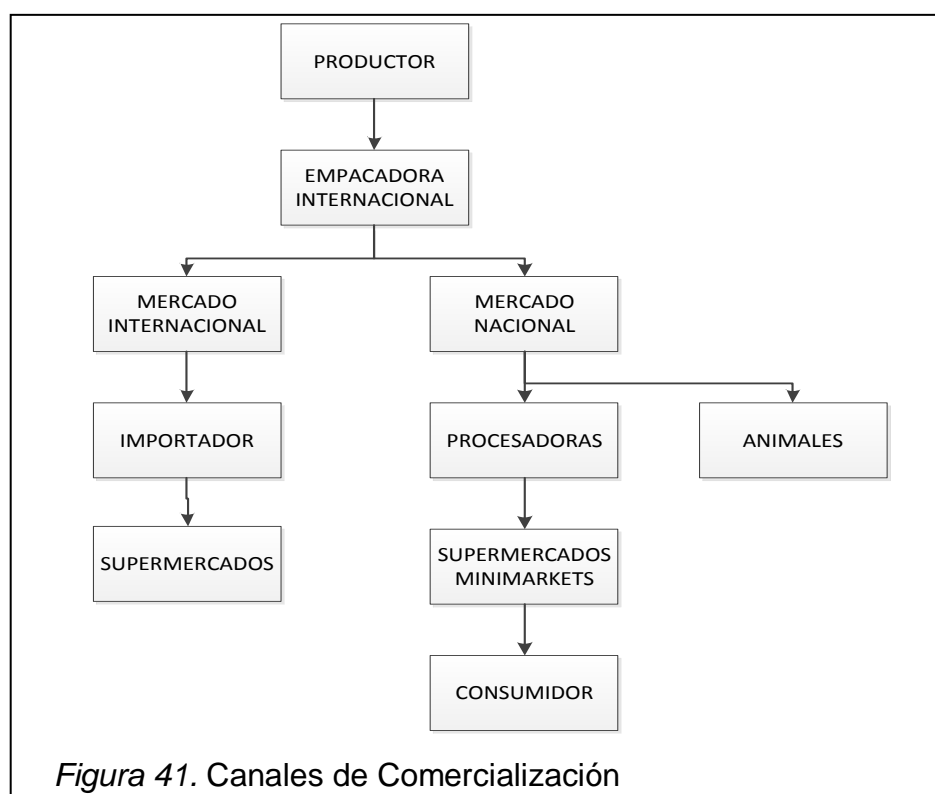 PRODUCTOR
EMPACADORA
INTERNACIONAL
MERCADO
INTERNACIONAL
MERCADO
NACIONAL
IMPORTADOR
PROCESADORAS
ANIMALES
SUPERMERCADOS
SUPERMERCADOS
MINIMARKETS
CONSUMIDOR
Figura 41. Canales de Comercialización